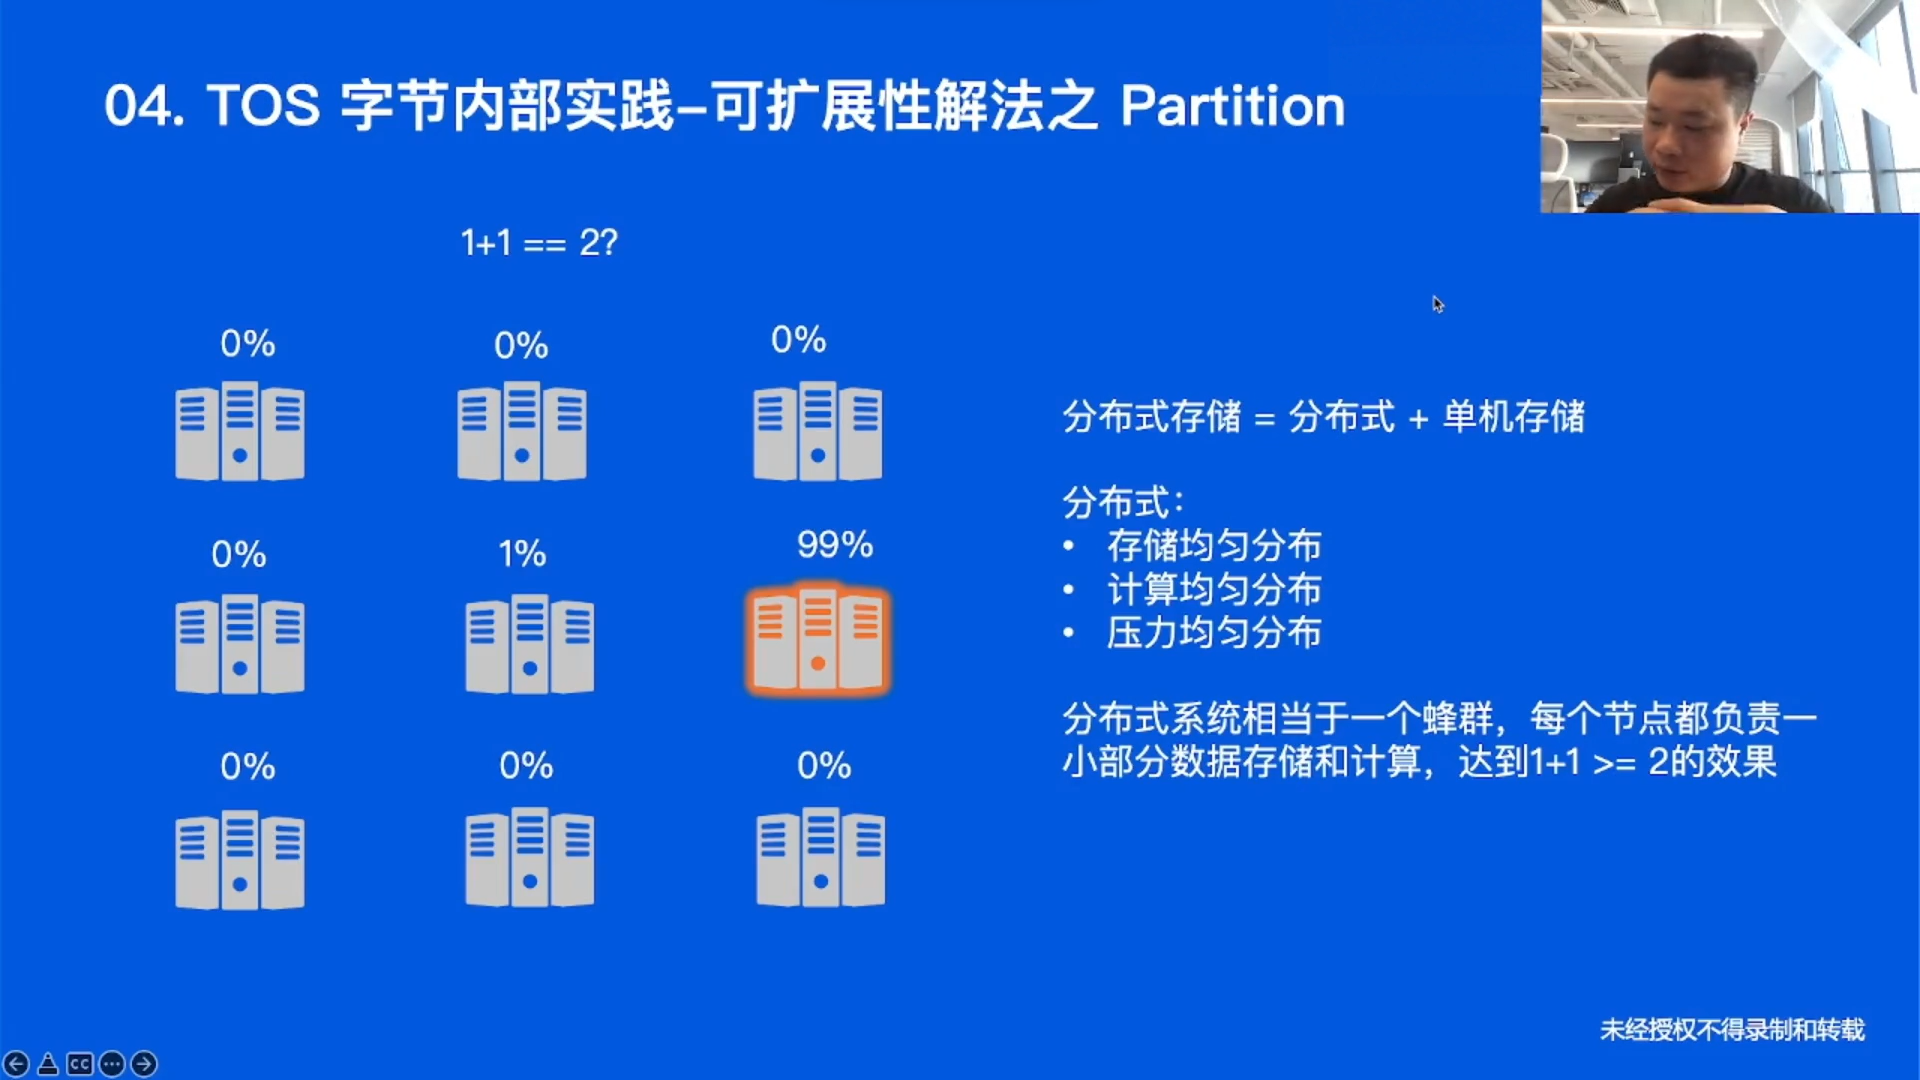 04. TOS 字节内部实践–可扩展性解法之 Partition
1+1 == 2?
0%
0%
0%
0%
1%
99%
0%
0%
0%
分布式存储 = 分布式 + 单机存储
分布式：
• 存储均匀分布
• 计算均匀分布
• 压力均匀分布
分布式系统相当于一个蜂群，每个节点都负责一
小部分数据存储和计算，达到1+1 >= 2的效果
未经授权不得录制和转载
CC